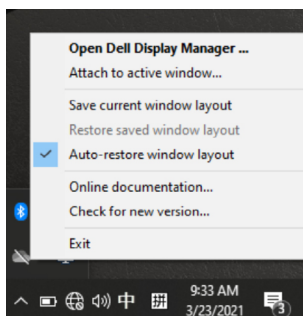 Open Dell Display Manager ...
Attach to active window...
Save current window layout
Restore saved window layout
Auto-restore window layout
Online documentation...
Check for new version...
Exit
中 拼 9:33 AM
3/23/2021
3